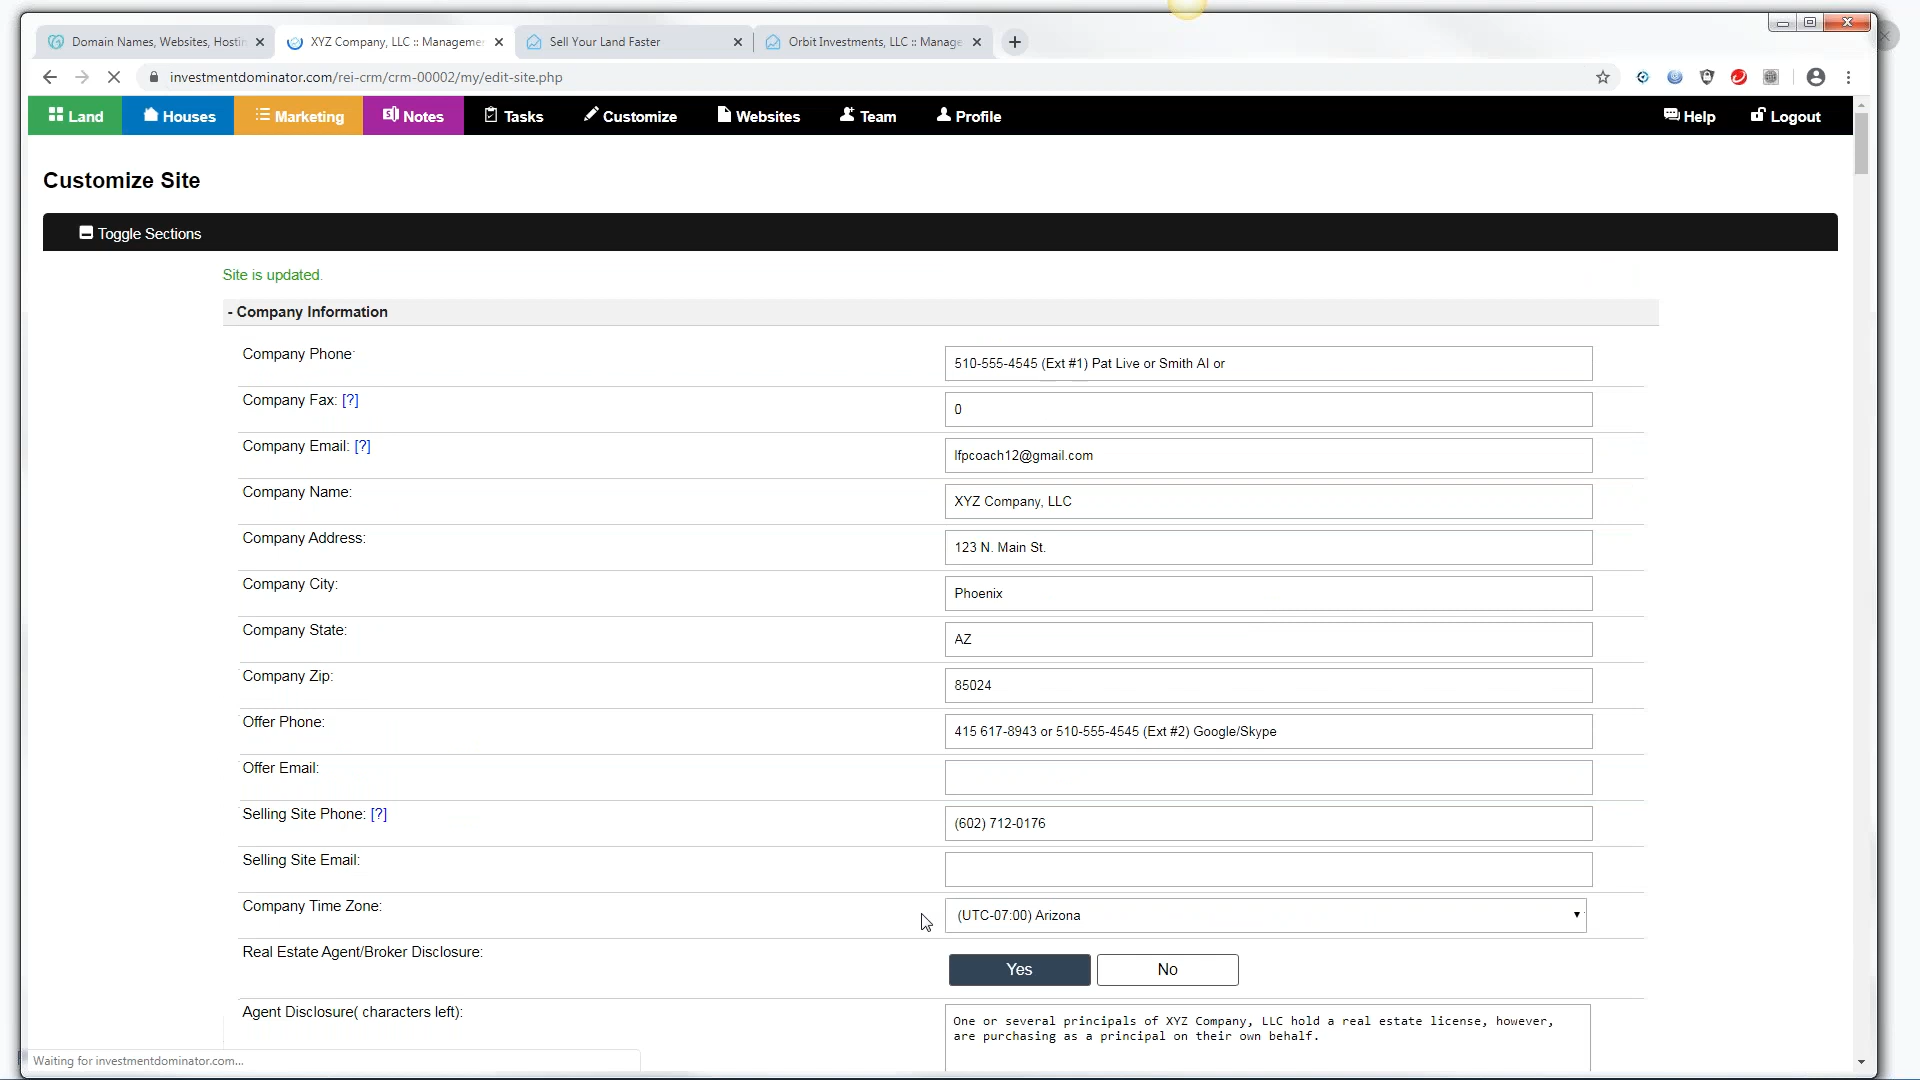 Domain Names, Websites, Hostin
XYZ Company, LLC :: Managemen
Sell Your Land Faster
Orbit Investments, LLC :: Manage
investmentdominator.com/rei-crm/crm-00002/my/edit-site.php
Land
Houses
Marketing
Notes
Tasks
Customize
Websites
Team
Profile
Help
Logout
Customize Site
Toggle Sections
Site is updated.
- Company Information
Company Phone
510-555-4545 (Ext #1) Pat Live or Smith AI or
Company Fax: [?]
0
Company Email: [?]
lfpcoach12@gmail.com
Company Name:
XYZ Company, LLC
Company Address:
123 N. Main St.
Company City:
Phoenix
Company State:
AZ
Company Zip:
85024
Offer Phone:
415 617-8943 or 510-555-4545 (Ext #2) Google/Skype
Offer Email:
Selling Site Phone: [?]
(602) 712-0176
Selling Site Email:
Company Time Zone:
(UTC-07:00) Arizona
Real Estate Agent/Broker Disclosure:
Yes
No
Agent Disclosure( characters left):
One or several principals of XYZ Company, LLC hold a real estate license, however,
are purchasing as a principal on their own behalf.
Waiting for investmentdominator.com...